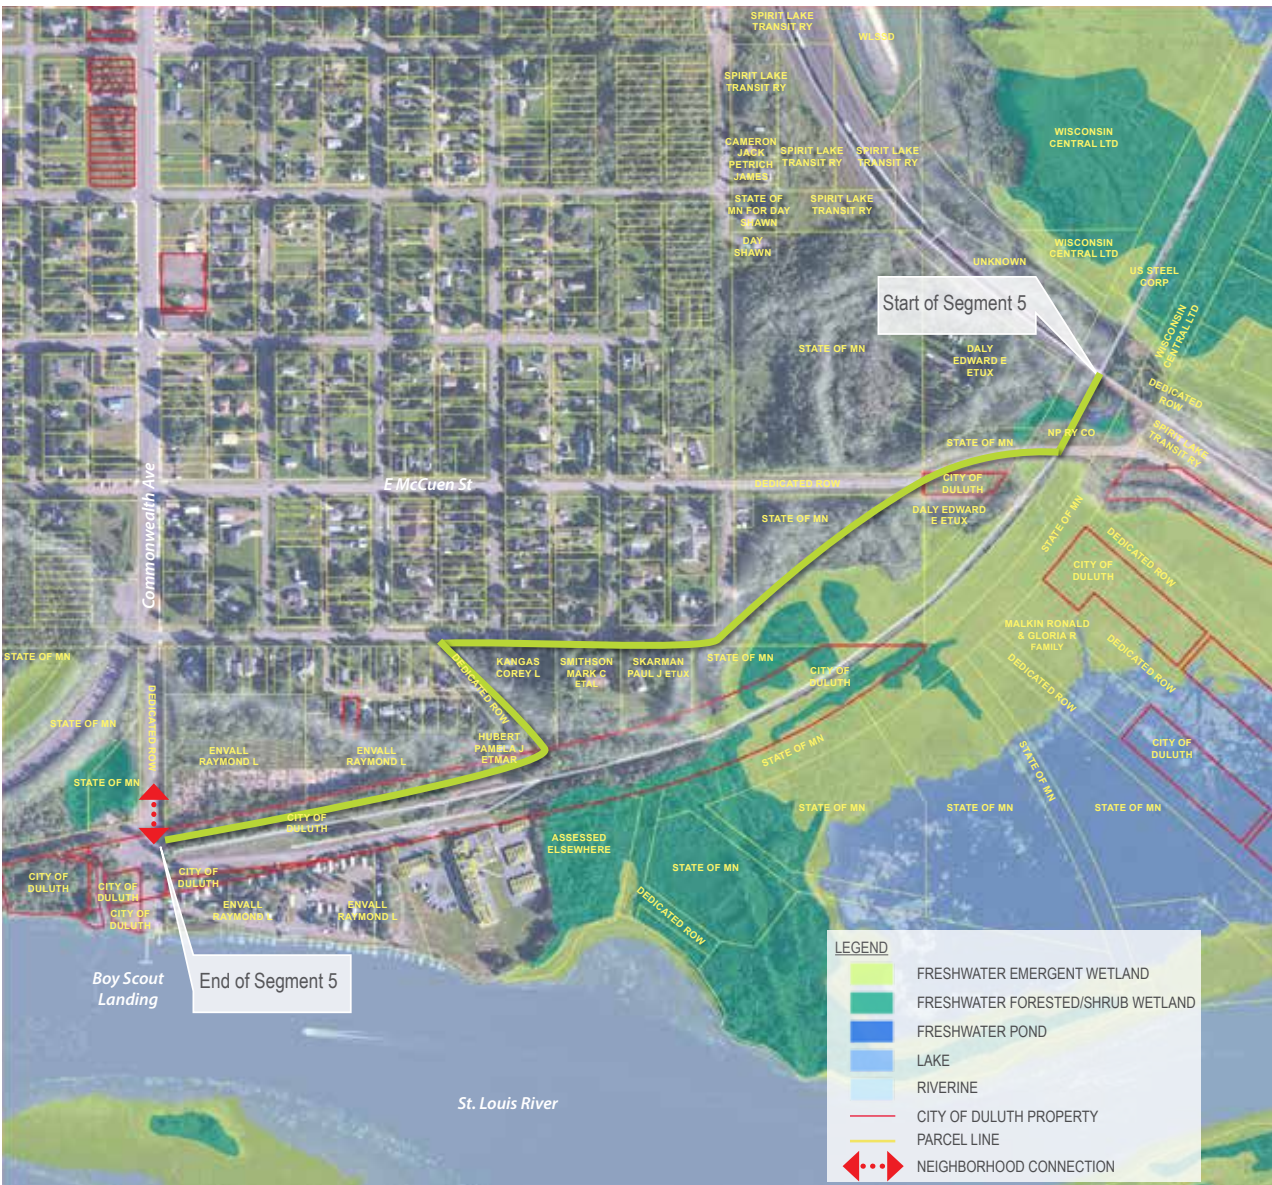 SPIRIT LAKE
TRANSIT RY
WLSSD
SPIRIT LAKE
TRANSIT RY
WISCONSIN
CENTRAL LTD
CAMERON
JACK
PETRICH
JAMES
SPIRIT LAKE
TRANSIT RY
SPIRIT LAKE
TRANSIT RY
STATE OF
MN FOR DAY
SHAWN
SPIRIT LAKE
TRANSIT RY
DAY
SHAWN
WISCONSIN
CENTRAL LTD
UNKNOWN
US STEEL
CORP
Start of Segment 5
WISCONSIN
CENTRAL LTD
STATE OF MN
DALY
EDWARD E
ETUX
DEDICATED
ROW
NP RY CO
STATE OF MN
SPIRIT LAKE
TRANSIT RY
Commonwealth Ave
E McCuen St
DEDICATED ROW
CITY OF
DULUTH
STATE OF MN
DALY EDWARD
E ETUX
STATE OF MN
DEDICATED ROW
CITY OF
DULUTH
MALKIN RONALD
& GLORIA R
FAMILY
DEDICATED ROW
STATE OF MN
DEDICATED ROW
KANGAS
COREY L
SMITHSON
MARK C
ETAL
SKARMAN
PAUL J ETUX
STATE OF MN
CITY OF
DULUTH
DEDICATED ROW
DEDICATED ROW
STATE OF MN
STATE OF MN
ENVALL
RAYMOND L
ENVALL
RAYMOND L
HUBERT
PAMELA J
ETMAR
STATE OF MN
STATE OF MN
CITY OF
DULUTH
STATE OF MN
STATE OF MN
STATE OF MN
STATE OF MN
CITY OF
DULUTH
ASSESSED
ELSEWHERE
STATE OF MN
CITY OF
DULUTH
CITY OF
DULUTH
CITY OF
DULUTH
CITY OF
DULUTH
ENVALL
RAYMOND L
ENVALL
RAYMOND L
DEDICATED ROW
Boy Scout
Landing
End of Segment 5
St. Louis River
LEGEND
FRESHWATER EMERGENT WETLAND
FRESHWATER FORESTED/SHRUB WETLAND
FRESHWATER POND
LAKE
RIVERINE
CITY OF DULUTH PROPERTY
PARCEL LINE
NEIGHBORHOOD CONNECTION